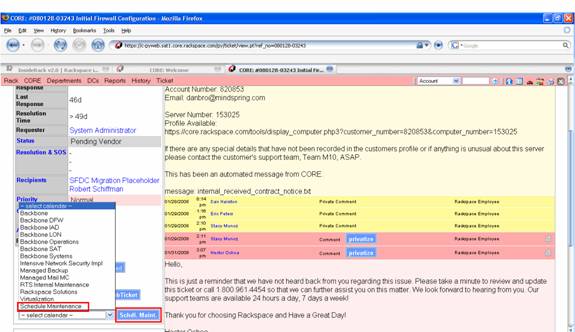 CORE: #080128-03243 Initial Firewall Configuration - Mozilla Firefox
File Edit View History Bookmarks Tools Help
https://c-pyweb.sat1.core.rackspace.com/py/ticket/view.pt?ref_no=080128-03243
Google
InsideRack v2.0 | Rackspace i...
CORE: Welcome
CORE: #080128-03243 Initial Fir...
Rack CORE Departments DCs Reports History Ticket
Account
Response
Last Response
46d
Resolution Time
> 49d
Requester
System Administrator
Status
Pending Vendor
Resolution & SOS
-
-
Recipients
SFDC Migration Placeholder
Robert Schiffman
Priority
Normal
-- select calendar --
Backbone
Backbone DFW
Backbone IAD
Backbone LON
Backbone Operations
Backbone SAT
Backbone Systems
Intensive Network Security Impl
Managed Backup
Managed Mail MC
RTS Internal Maintenance
Rackspace Solutions
Virtualization
Schedule Maintenance
-- select calendar --
Schdl. Maint.
bTicket
Account Number: 820853
Email: danbro@mindspring.com
Server Number: 153025
Profile Available:
https://core.rackspace.com/tools/display_computer.php3?customer_number=820853&computer_number=153025
If there are any special details that have not been recorded in the customers profile or if anything is unusual about this server
please contact the customer's support team, Team M10, ASAP.
This has been an automated message from CORE.
message: internal_received_contract_notice.txt
01/28/2008 8:14 pm Private Comment Rackspace Employee
01/29/2008 1:16 pm Eric Peters Private Comment Rackspace Employee
01/29/2008 2:10 pm Stacy Munoz Private Comment Rackspace Employee
01/29/2008 2:11 pm Stacy Munoz Comment privatize Rackspace Employee
01/31/2008 3:07 pm Hector Ochoa Comment privatize Rackspace Employee
Hello,
This is just a reminder that we have not heard back from you regarding this issue. Please take a minute to review and update
this ticket or call 1.800.961.4454 so that we can further assist you on this matter. We look forward to hearing from you. Our
support teams are available 24 hours a day, 7 days a week!
Thank you for choosing Rackspace and Have a Great Day!
Hector Ochoa